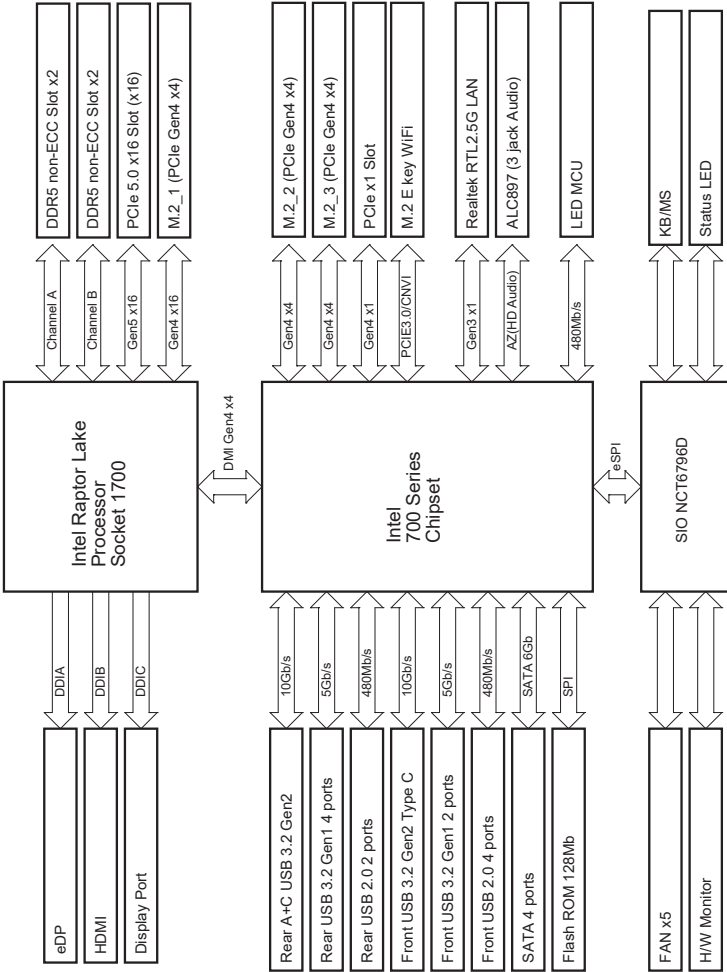 eDP
HDMI
Display Port
DDIA
DDIB
DDIC
Intel Raptor Lake
Processor
Socket 1700
Channel A
Channel B
Gen5 x16
Gen4 x16
DDR5 non-ECC Slot x2
DDR5 non-ECC Slot x2
PCIe 5.0 x16 Slot (x16)
M.2_1 (PCIe Gen4 x4)
DMI Gen4 x4
Rear A+C USB 3.2 Gen2
Rear USB 3.2 Gen1 4 ports
Rear USB 2.0 2 ports
Front USB 3.2 Gen2 Type C
Front USB 3.2 Gen1 2 ports
Front USB 2.0 4 ports
SATA 4 ports
Flash ROM 128Mb
10Gb/s
5Gb/s
480Mb/s
10Gb/s
5Gb/s
480Mb/s
SATA 6Gb
SPI
Intel
700 Series
Chipset
Gen4 x4
Gen4 x4
Gen4 x1
PCIE3.0/CNVI
Gen3 x1
AZ(HD Audio)
480Mb/s
M.2_2 (PCIe Gen4 x4)
M.2_3 (PCIe Gen4 x4)
PCIe x1 Slot
M.2 E key WiFi
Realtek RTL2.5G LAN
ALC897 (3 jack Audio)
LED MCU
eSPI
FAN x5
H/W Monitor
SIO NCT6796D
KB/MS
Status LED